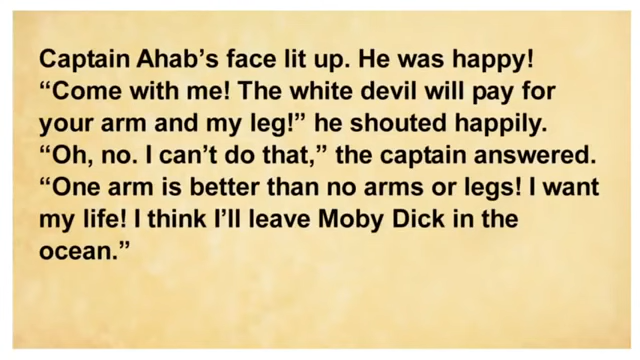 Captain Ahab’s face lit up. He was happy!
“Come with me! The white devil will pay for
your arm and my leg!” he shouted happily.
“Oh, no. I can’t do that,” the captain answered.
“One arm is better than no arms or legs! I want
my life! I think I’ll leave Moby Dick in the
ocean.”